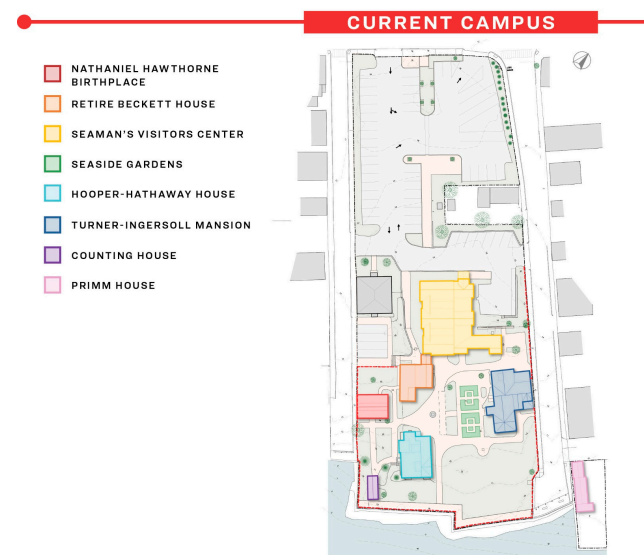 CURRENT CAMPUS
NATHANIEL HAWTHORNE
BIRTHPLACE
RETIRE BECKETT HOUSE
SEAMAN'S VISITORS CENTER
SEASIDE GARDENS
HOOPER-HATHAWAY HOUSE
TURNER-INGERSOLL MANSION
COUNTING HOUSE
PRIMM HOUSE